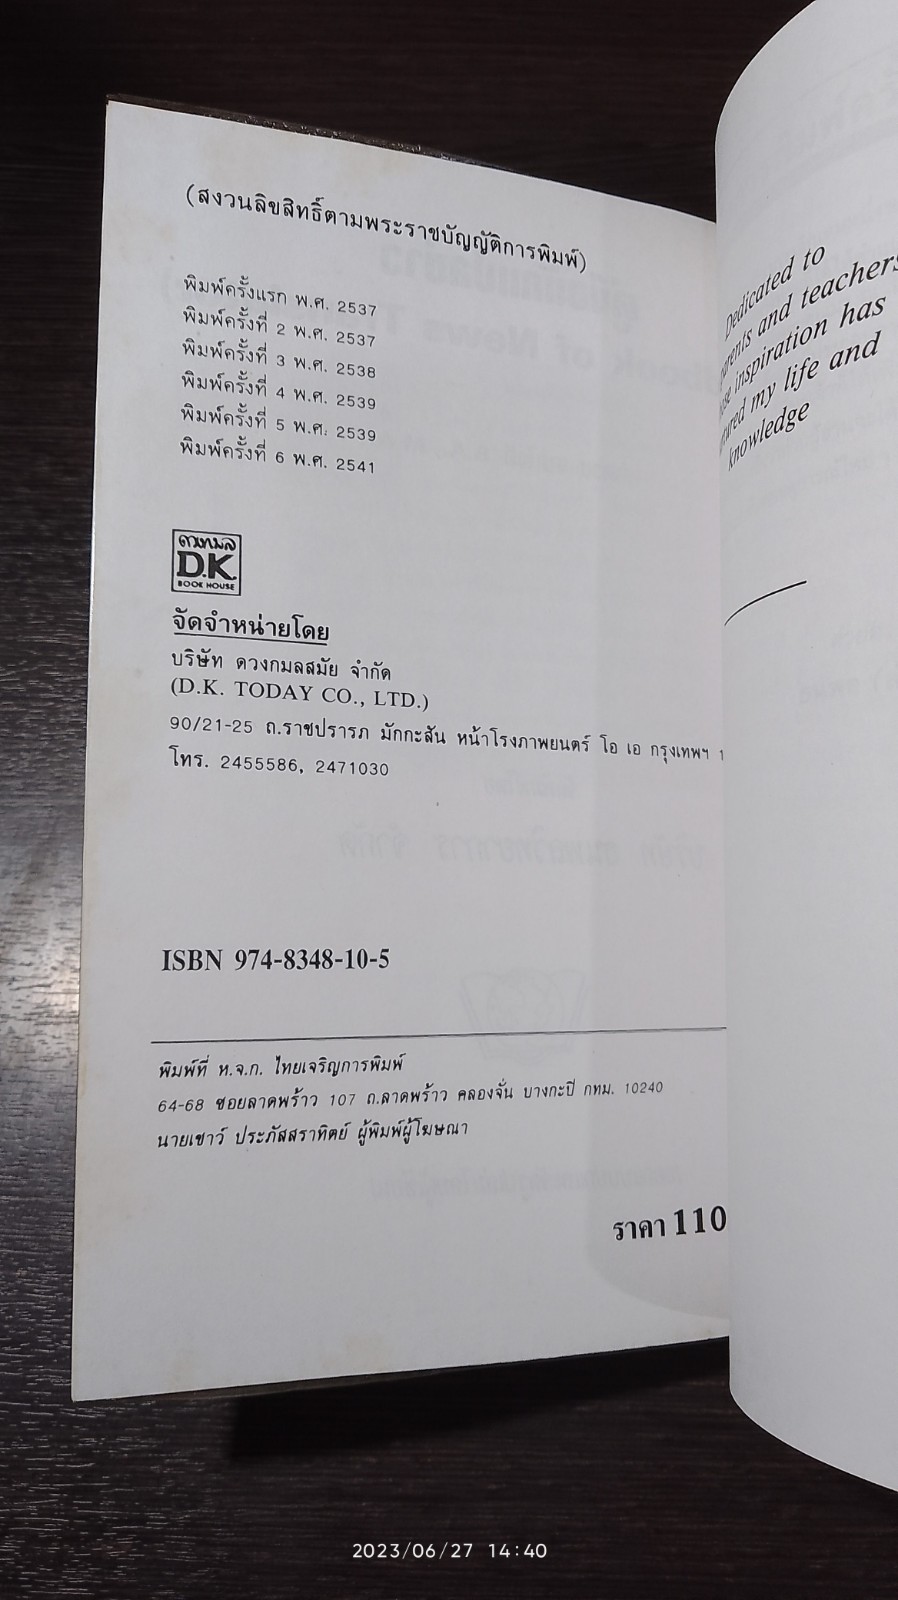 (สงวนลิขสิทธิ์ตามพระราชบัญญัติการพิมพ์)
พิมพ์ครั้งแรก พ.ศ. 2537
พิมพ์ครั้งที่ 2 พ.ศ. 2537
พิมพ์ครั้งที่ 3 พ.ศ. 2538
พิมพ์ครั้งที่ 4 พ.ศ. 2539
พิมพ์ครั้งที่ 5 พ.ศ. 2539
พิมพ์ครั้งที่ 6 พ.ศ. 2541
ดวงกมล
D.K.
BOOK HOUSE
จัดจำหน่ายโดย
บริษัท ดวงกมลสมัย จำกัด
(D.K. TODAY CO., LTD.)
90/21-25 ถ.ราชปรารภ มักกะสัน หน้าโรงภาพยนตร์ โอ เอ กรุงเทพฯ
โทร. 2455586, 2471030
ISBN 974-8348-10-5
พิมพ์ที่ ห.จ.ก. ไทยเจริญการพิมพ์
64-68 ซอยลาดพร้าว 107 ถ.ลาดพร้าว คลองจั่น บางกะปิ กทม. 10240
นายเชาว์ ประภัสสราทิตย์ ผู้พิมพ์ผู้โฆษณา
ราคา 110
Dedicated to
and teachers
inspiration has
my life and
knowledge
2023/06/27 14:40